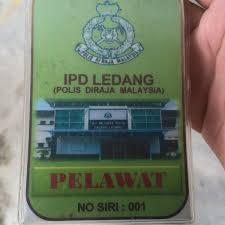 IPD LEDANG
(POLIS DIRAJA MALAYSIA)
PELAWAT
NO SIRI : 001